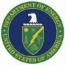 DEPARTMENT OF ENERGY
UNITED STATES OF AMERICA